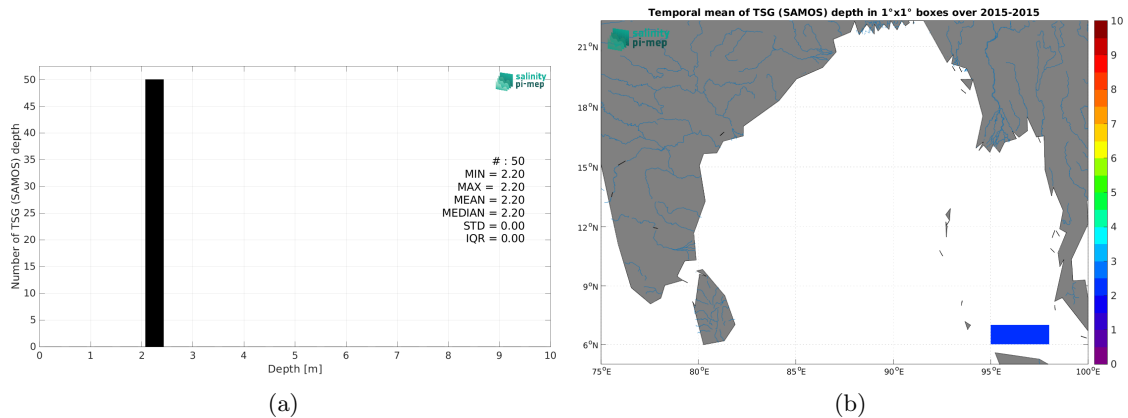 Number of TSG (SAMOS) depth
50
45
40
35
30
25
20
15
10
5
0
salinity
pi-mep
# : 50
MIN = 2.20
MAX = 2.20
MEAN = 2.20
MEDIAN = 2.20
STD = 0.00
IQR = 0.00
0 1 2 3 4 5 6 7 8 9 10
Depth [m]
(a)
Temporal mean of TSG (SAMOS) depth in 1°x1° boxes over 2015-2015
salinity
pi-mep
21°N
18°N
15°N
12°N
9°N
6°N
75°E 80°E 85°E 90°E 95°E 100°E
10
9
8
7
6
5
4
3
2
1
0
(b)